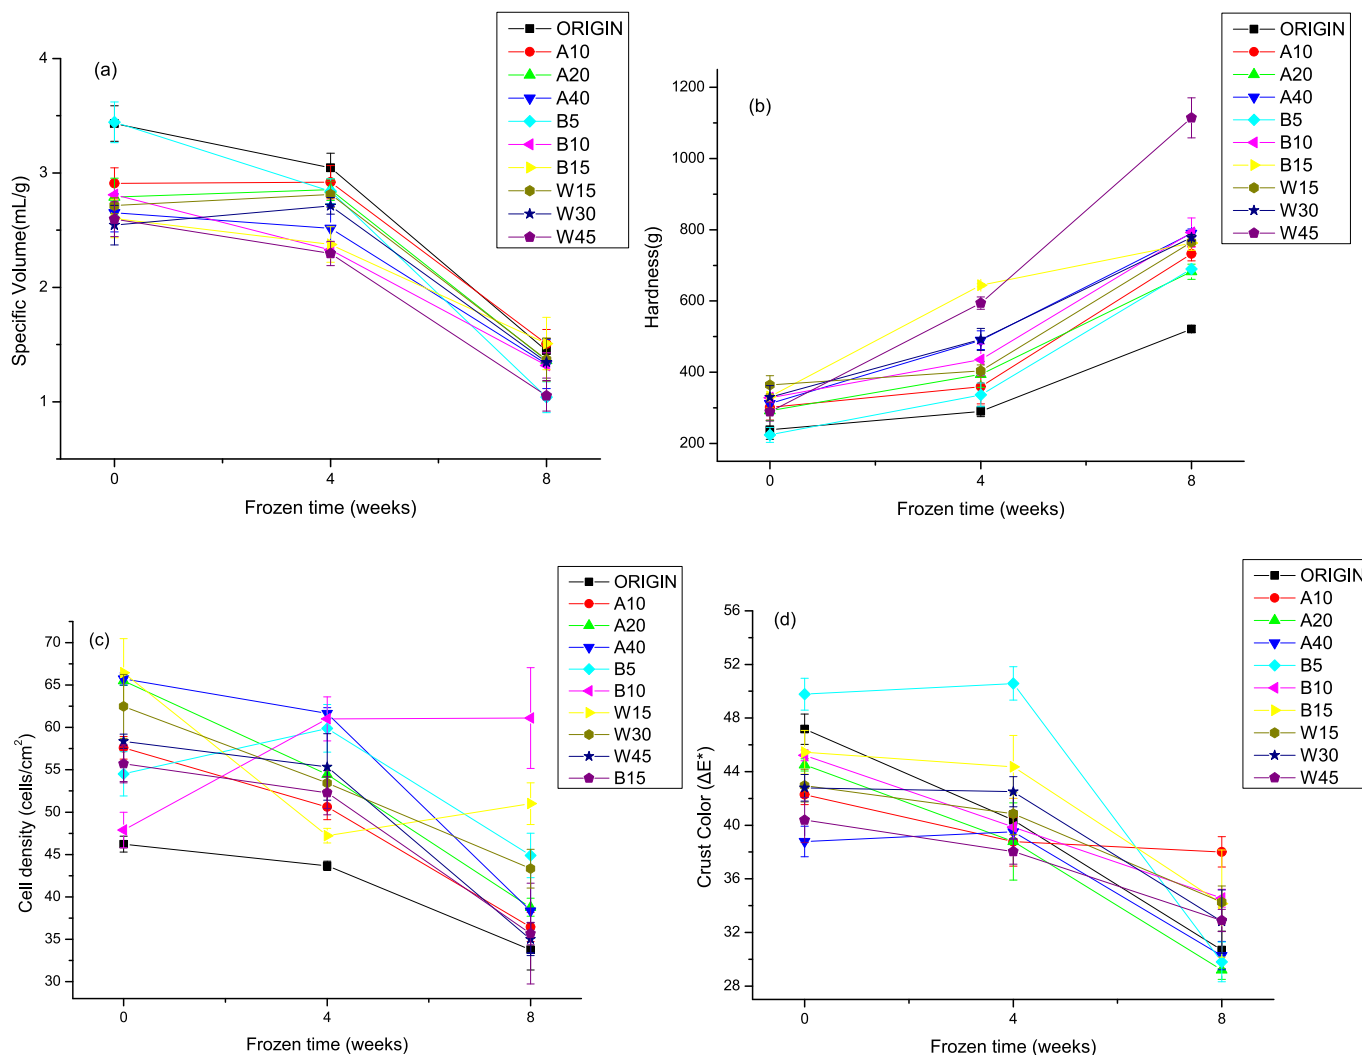 (a)
Specific Volume(mL/g)
4
3
2
1
0
4
8
Frozen time (weeks)
ORIGIN
A10
A20
A40
B5
B10
B15
W15
W30
W45
(b)
Hardness(g)
1200
1000
800
600
400
200
0
4
8
Frozen time (weeks)
ORIGIN
A10
A20
A40
B5
B10
B15
W15
W30
W45
(c)
Cell density (cells/cm²)
70
65
60
55
50
45
40
35
30
0
4
8
Frozen time (weeks)
ORIGIN
A10
A20
A40
B5
B10
W15
W30
W45
B15
(d)
Crust Color (ΔE*)
56
52
48
44
40
36
32
28
0
4
8
Frozen time (weeks)
ORIGIN
A10
A20
A40
B5
B10
B15
W15
W30
W45